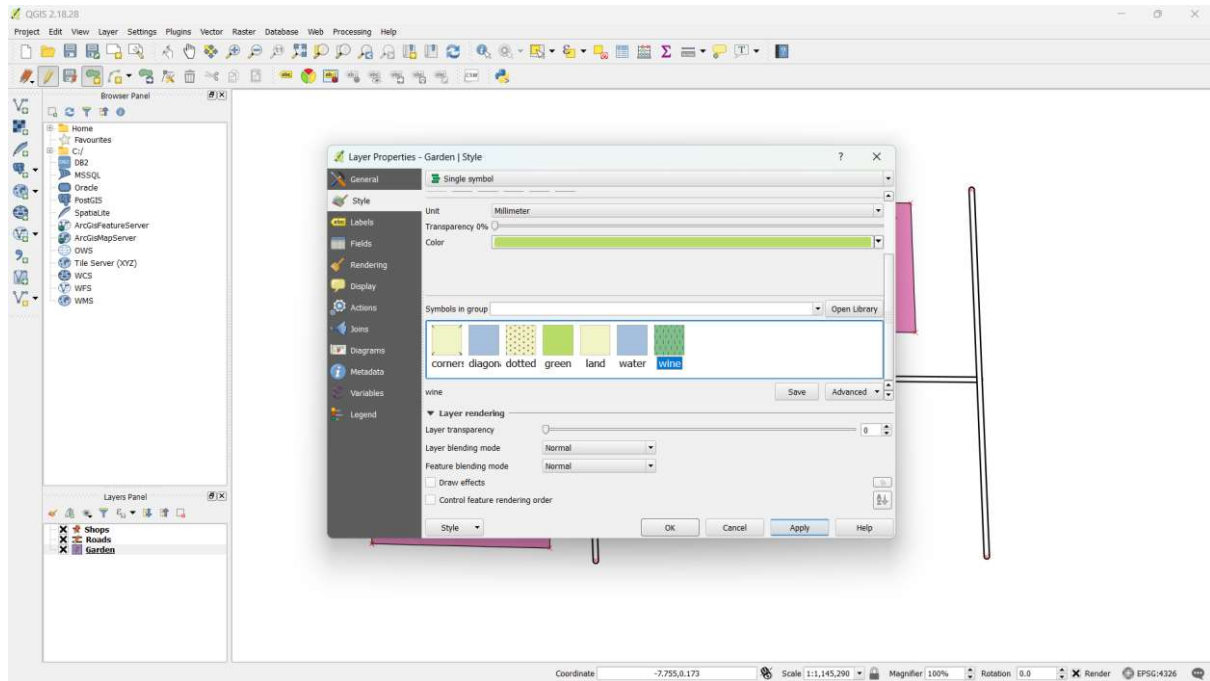 QGIS 2.18.28
Project Edit View Layer Settings Plugins Vector Raster Database Web Processing Help
Browser Panel
Home
Favourites
C:/
DB2
MSSQL
Oracle
PostGIS
SpatiaLite
ArcGisFeatureServer
ArcGisMapServer
OWS
Tile Server (XYZ)
WCS
WFS
WMS
Layers Panel
Shops
Roads
Garden
Layer Properties - Garden | Style
General
Style
Labels
Fields
Rendering
Display
Actions
Joins
Diagrams
Metadata
Variables
Legend
Single symbol
Unit Millimeter
Transparency 0%
Color
Symbols in group Open Library
corners diagon dotted green land water wine
wine Save Advanced
Layer rendering
Layer transparency 0
Layer blending mode Normal
Feature blending mode Normal
Draw effects
Control feature rendering order
Style OK Cancel Apply Help
Coordinate -7.755,0.173 Scale 1:1,145,290 Magnifier 100% Rotation 0.0 Render EPSG:4326